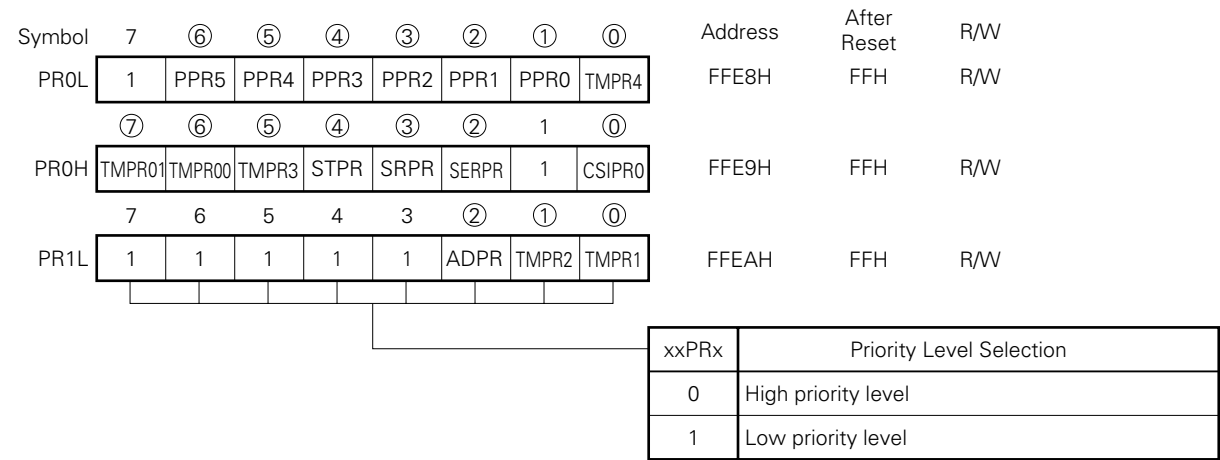 Symbol 7 ⑥ ⑤ ④ ③ ② ① ⓪ Address After Reset R/W
PR0L 1 PPR5 PPR4 PPR3 PPR2 PPR1 PPR0 TMPR4 FFE8H FFH R/W
⑦ ⑥ ⑤ ④ ③ ② 1 ⓪
PR0H TMPR01 TMPR00 TMPR3 STPR SRPR SERPR 1 CSIPR0 FFE9H FFH R/W
7 6 5 4 3 ② ① ⓪
PR1L 1 1 1 1 1 ADPR TMPR2 TMPR1 FFEAH FFH R/W
xxPRx Priority Level Selection
0 High priority level
1 Low priority level